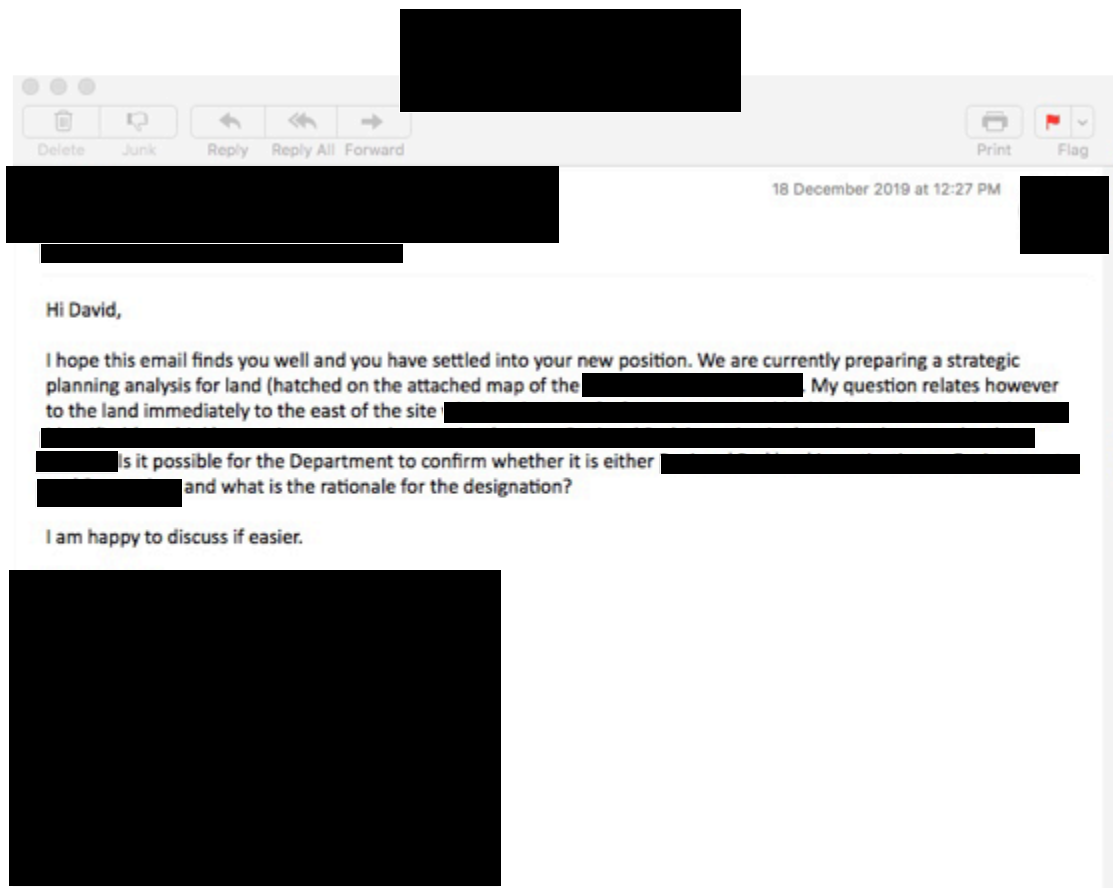 Delete Junk Reply Reply All Forward Print Flag
18 December 2019 at 12:27 PM
Hi David,
I hope this email finds you well and you have settled into your new position. We are currently preparing a strategic
planning analysis for land (hatched on the attached map of the . My question relates however
to the land immediately to the east of the site
Is it possible for the Department to confirm whether it is either
and what is the rationale for the designation?
I am happy to discuss if easier.